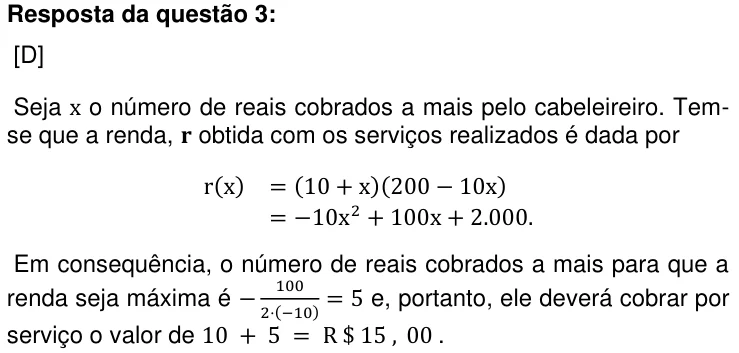 Resposta da questão 3:
[D]
Seja x o número de reais cobrados a mais pelo cabeleireiro. Tem-
se que a renda, r obtida com os serviços realizados é dada por
r(x) = (10 + x)(200 − 10x)
= −10x² + 100x + 2.000.
Em consequência, o número de reais cobrados a mais para que a
renda seja máxima é − 100/(2·(−10)) = 5 e, portanto, ele deverá cobrar por
serviço o valor de 10 + 5 = R $ 15 , 00 .